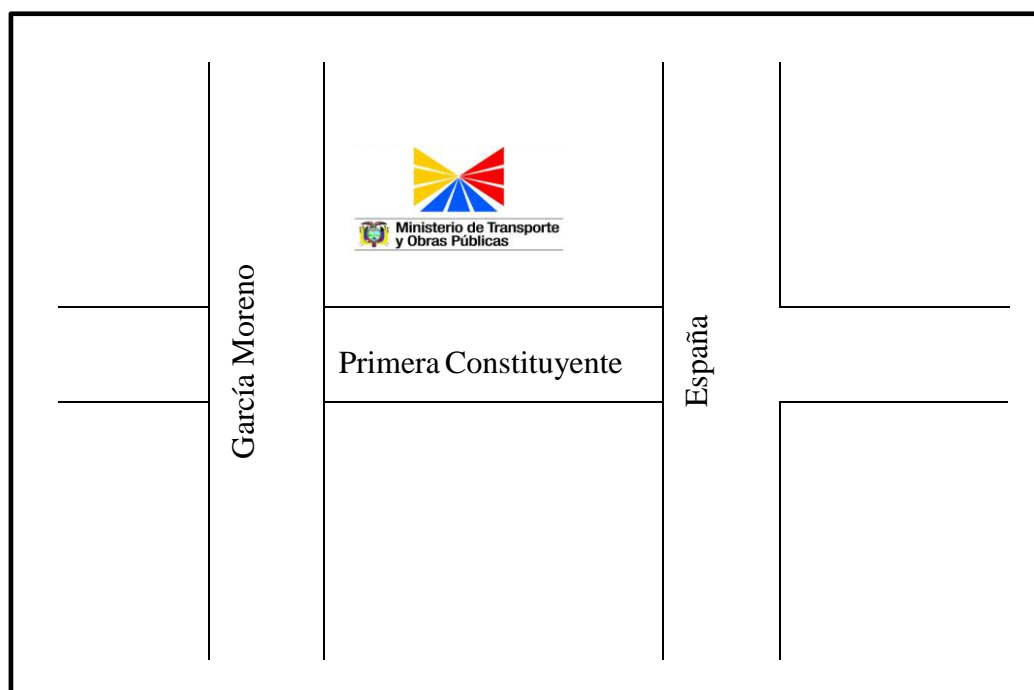 Ministerio de Transporte
y Obras Públicas
García Moreno
Primera Constituyente
España